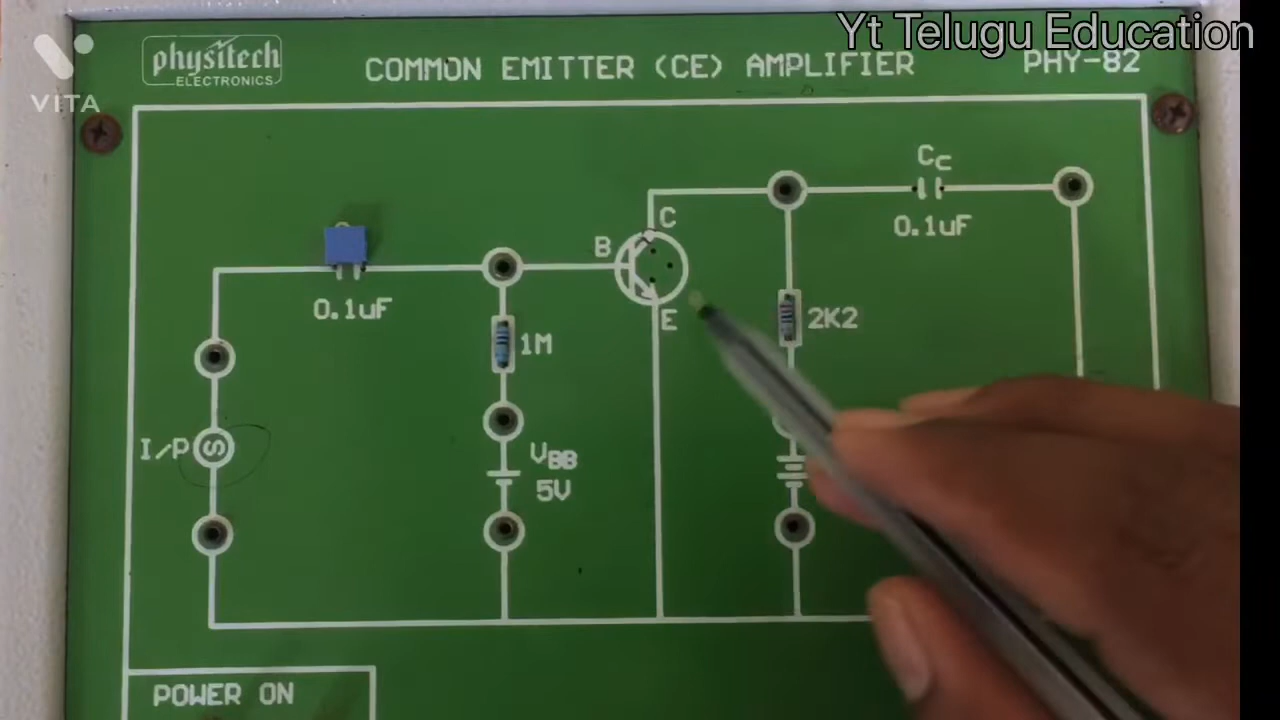 Yt Telugu Education
VITA
physitech
ELECTRONICS
COMMON EMITTER (CE) AMPLIFIER
PHY-82
Cc
0.1uF
C
B
E
0.1uF
1M
2K2
I/P
S
VBB
5V
POWER ON